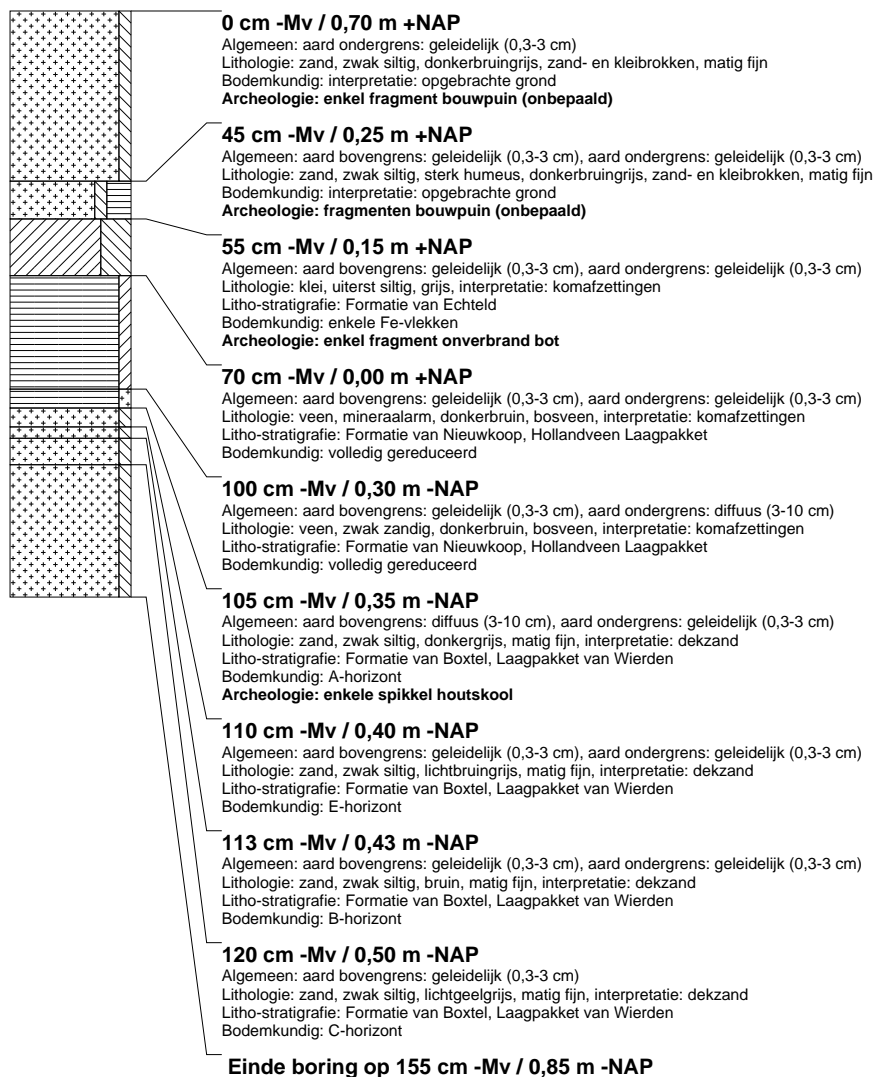 0 cm -Mv / 0,70 m +NAP
Algemeen: aard ondergrens: geleidelijk (0,3-3 cm)
Lithologie: zand, zwak siltig, donkerbruingrijs, zand- en kleibrokken, matig fijn
Bodemkundig: interpretatie: opgebrachte grond
Archeologie: enkel fragment bouwpuin (onbepaald)
45 cm -Mv / 0,25 m +NAP
Algemeen: aard bovengrens: geleidelijk (0,3-3 cm), aard ondergrens: geleidelijk (0,3-3 cm)
Lithologie: zand, zwak siltig, sterk humeus, donkerbruingrijs, zand- en kleibrokken, matig fijn
Bodemkundig: interpretatie: opgebrachte grond
Archeologie: fragmenten bouwpuin (onbepaald)
55 cm -Mv / 0,15 m +NAP
Algemeen: aard bovengrens: geleidelijk (0,3-3 cm), aard ondergrens: geleidelijk (0,3-3 cm)
Lithologie: klei, uiterst siltig, grijs, interpretatie: komafzettingen
Litho-stratigrafie: Formatie van Echteld
Bodemkundig: enkele Fe-vlekken
Archeologie: enkel fragment onverbrand bot
70 cm -Mv / 0,00 m +NAP
Algemeen: aard bovengrens: geleidelijk (0,3-3 cm), aard ondergrens: geleidelijk (0,3-3 cm)
Lithologie: veen, mineraalarm, donkerbruin, bosveen, interpretatie: komafzettingen
Litho-stratigrafie: Formatie van Nieuwkoop, Hollandveen Laagpakket
Bodemkundig: volledig gereduceerd
100 cm -Mv / 0,30 m -NAP
Algemeen: aard bovengrens: geleidelijk (0,3-3 cm), aard ondergrens: diffuus (3-10 cm)
Lithologie: veen, zwak zandig, donkerbruin, bosveen, interpretatie: komafzettingen
Litho-stratigrafie: Formatie van Nieuwkoop, Hollandveen Laagpakket
Bodemkundig: volledig gereduceerd
105 cm -Mv / 0,35 m -NAP
Algemeen: aard bovengrens: diffuus (3-10 cm), aard ondergrens: geleidelijk (0,3-3 cm)
Lithologie: zand, zwak siltig, donkergrijs, matig fijn, interpretatie: dekzand
Litho-stratigrafie: Formatie van Boxtel, Laagpakket van Wierden
Bodemkundig: A-horizont
Archeologie: enkele spikkel houtskool
110 cm -Mv / 0,40 m -NAP
Algemeen: aard bovengrens: geleidelijk (0,3-3 cm), aard ondergrens: geleidelijk (0,3-3 cm)
Lithologie: zand, zwak siltig, lichtbruingrijs, matig fijn, interpretatie: dekzand
Litho-stratigrafie: Formatie van Boxtel, Laagpakket van Wierden
Bodemkundig: E-horizont
113 cm -Mv / 0,43 m -NAP
Algemeen: aard bovengrens: geleidelijk (0,3-3 cm), aard ondergrens: geleidelijk (0,3-3 cm)
Lithologie: zand, zwak siltig, bruin, matig fijn, interpretatie: dekzand
Litho-stratigrafie: Formatie van Boxtel, Laagpakket van Wierden
Bodemkundig: B-horizont
120 cm -Mv / 0,50 m -NAP
Algemeen: aard bovengrens: geleidelijk (0,3-3 cm)
Lithologie: zand, zwak siltig, lichtgeelgrijs, matig fijn, interpretatie: dekzand
Litho-stratigrafie: Formatie van Boxtel, Laagpakket van Wierden
Bodemkundig: C-horizont
Einde boring op 155 cm -Mv / 0,85 m -NAP